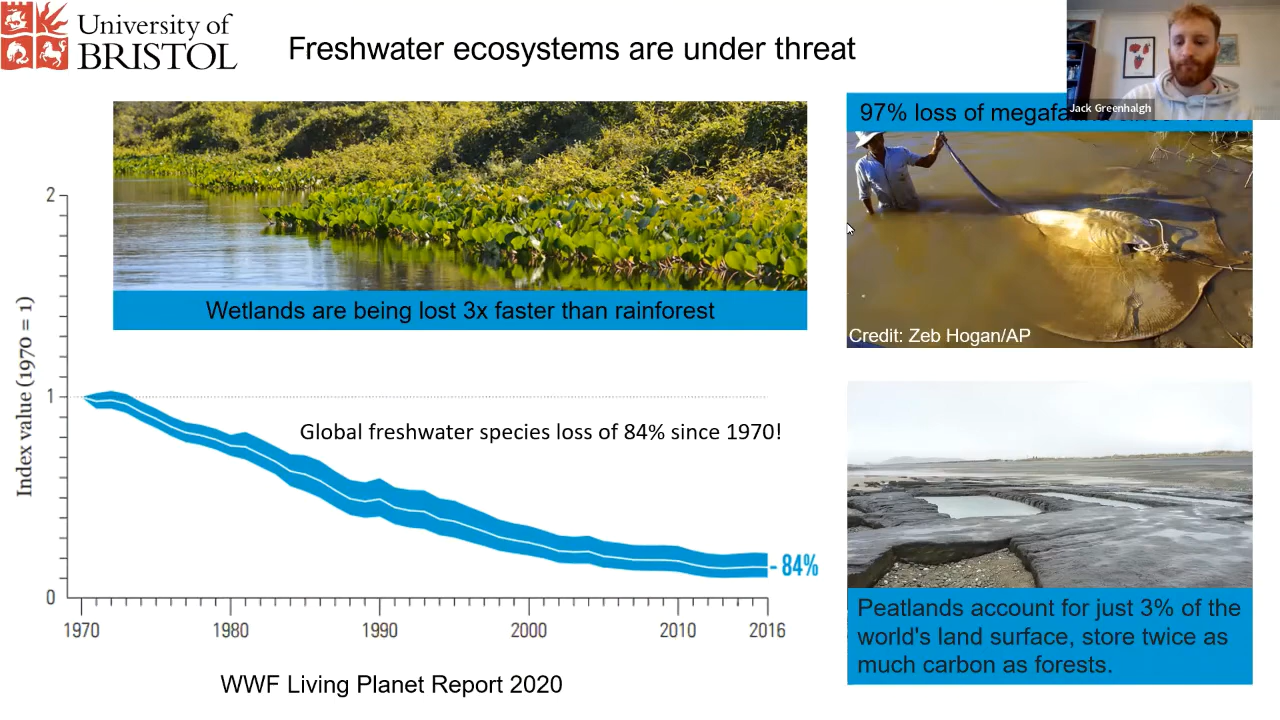 University of
BRISTOL
Freshwater ecosystems are under threat
Jack Greenhalgh
97% loss of
Wetlands are being lost 3x faster than rainforest
Credit: Zeb Hogan/AP
Index value (1970 = 1)
2
1
0
Global freshwater species loss of 84% since 1970!
- 84%
1970 1980 1990 2000 2010 2016
WWF Living Planet Report 2020
Peatlands account for just 3% of the
world's land surface, store twice as
much carbon as forests.